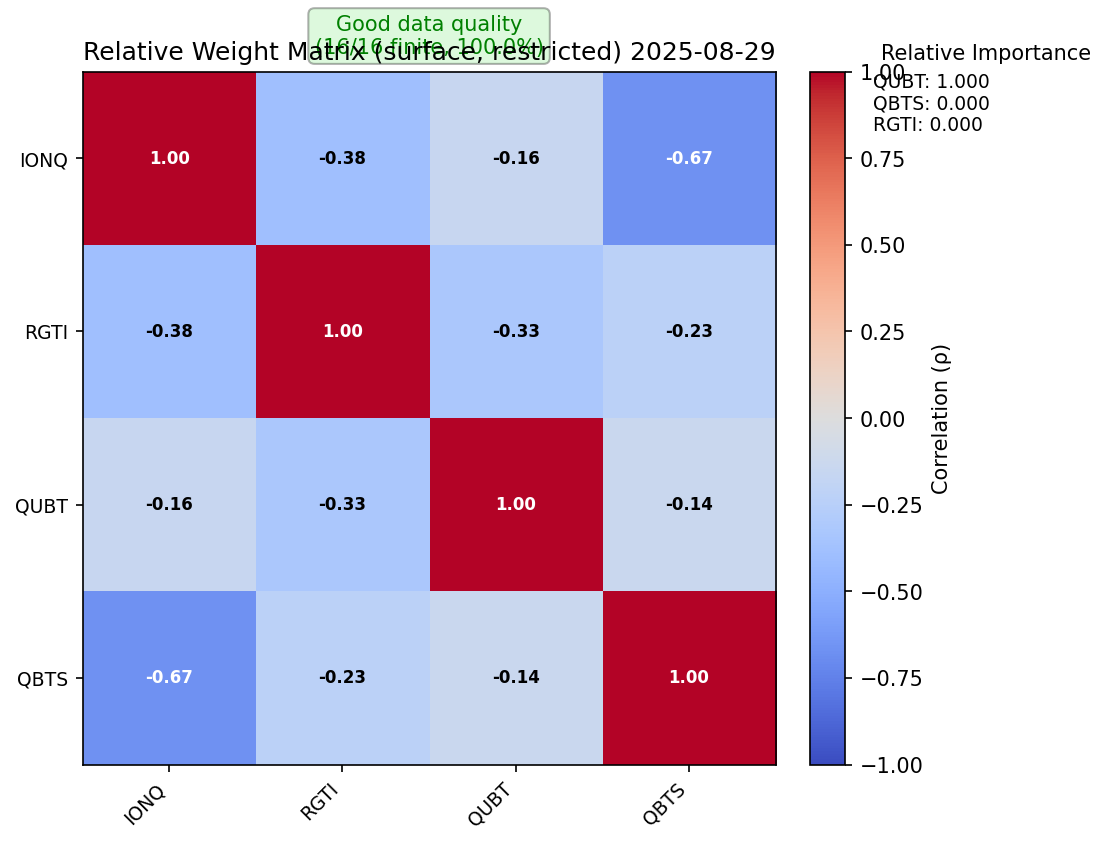 Good data quality
(16/16 finite, 100.0%)
Relative Weight Matrix (surface, restricted) 2025-08-29
Relative Importance
QUBT: 1.000
QBTS: 0.000
RGTI: 0.000
IONQ
1.00 -0.38 -0.16 -0.67
RGTI
-0.38 1.00 -0.33 -0.23
QUBT
-0.16 -0.33 1.00 -0.14
QBTS
-0.67 -0.23 -0.14 1.00
IONQ RGTI QUBT QBTS
1.00
0.75
0.50
0.25
0.00
−0.25
−0.50
−0.75
−1.00
Correlation (ρ)